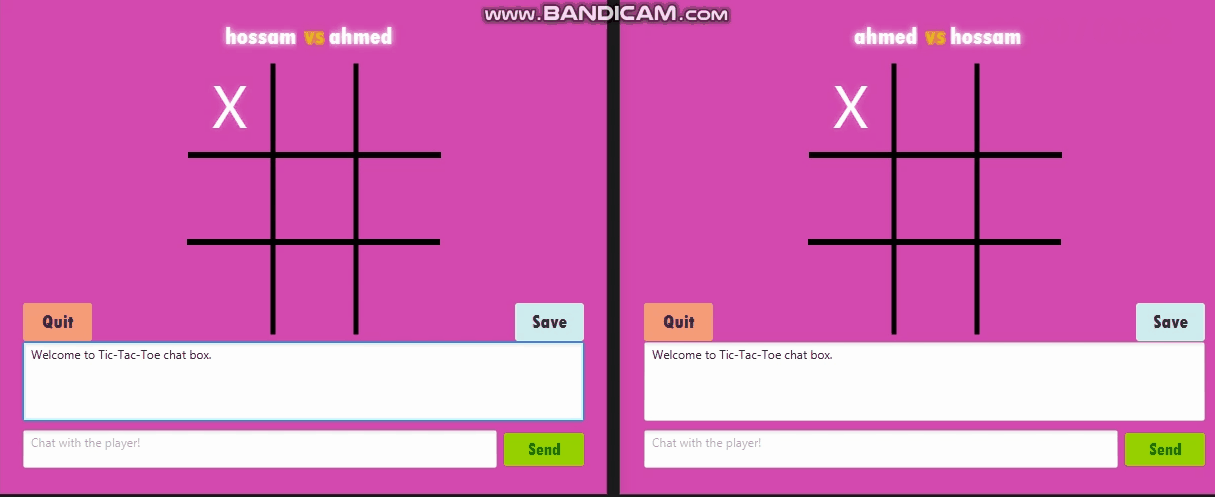 www.BANDICAM.com
hossam vs ahmed
X
Quit
Save
Welcome to Tic-Tac-Toe chat box.
Chat with the player!
Send
ahmed vs hossam
X
Quit
Save
Welcome to Tic-Tac-Toe chat box.
Chat with the player!
Send